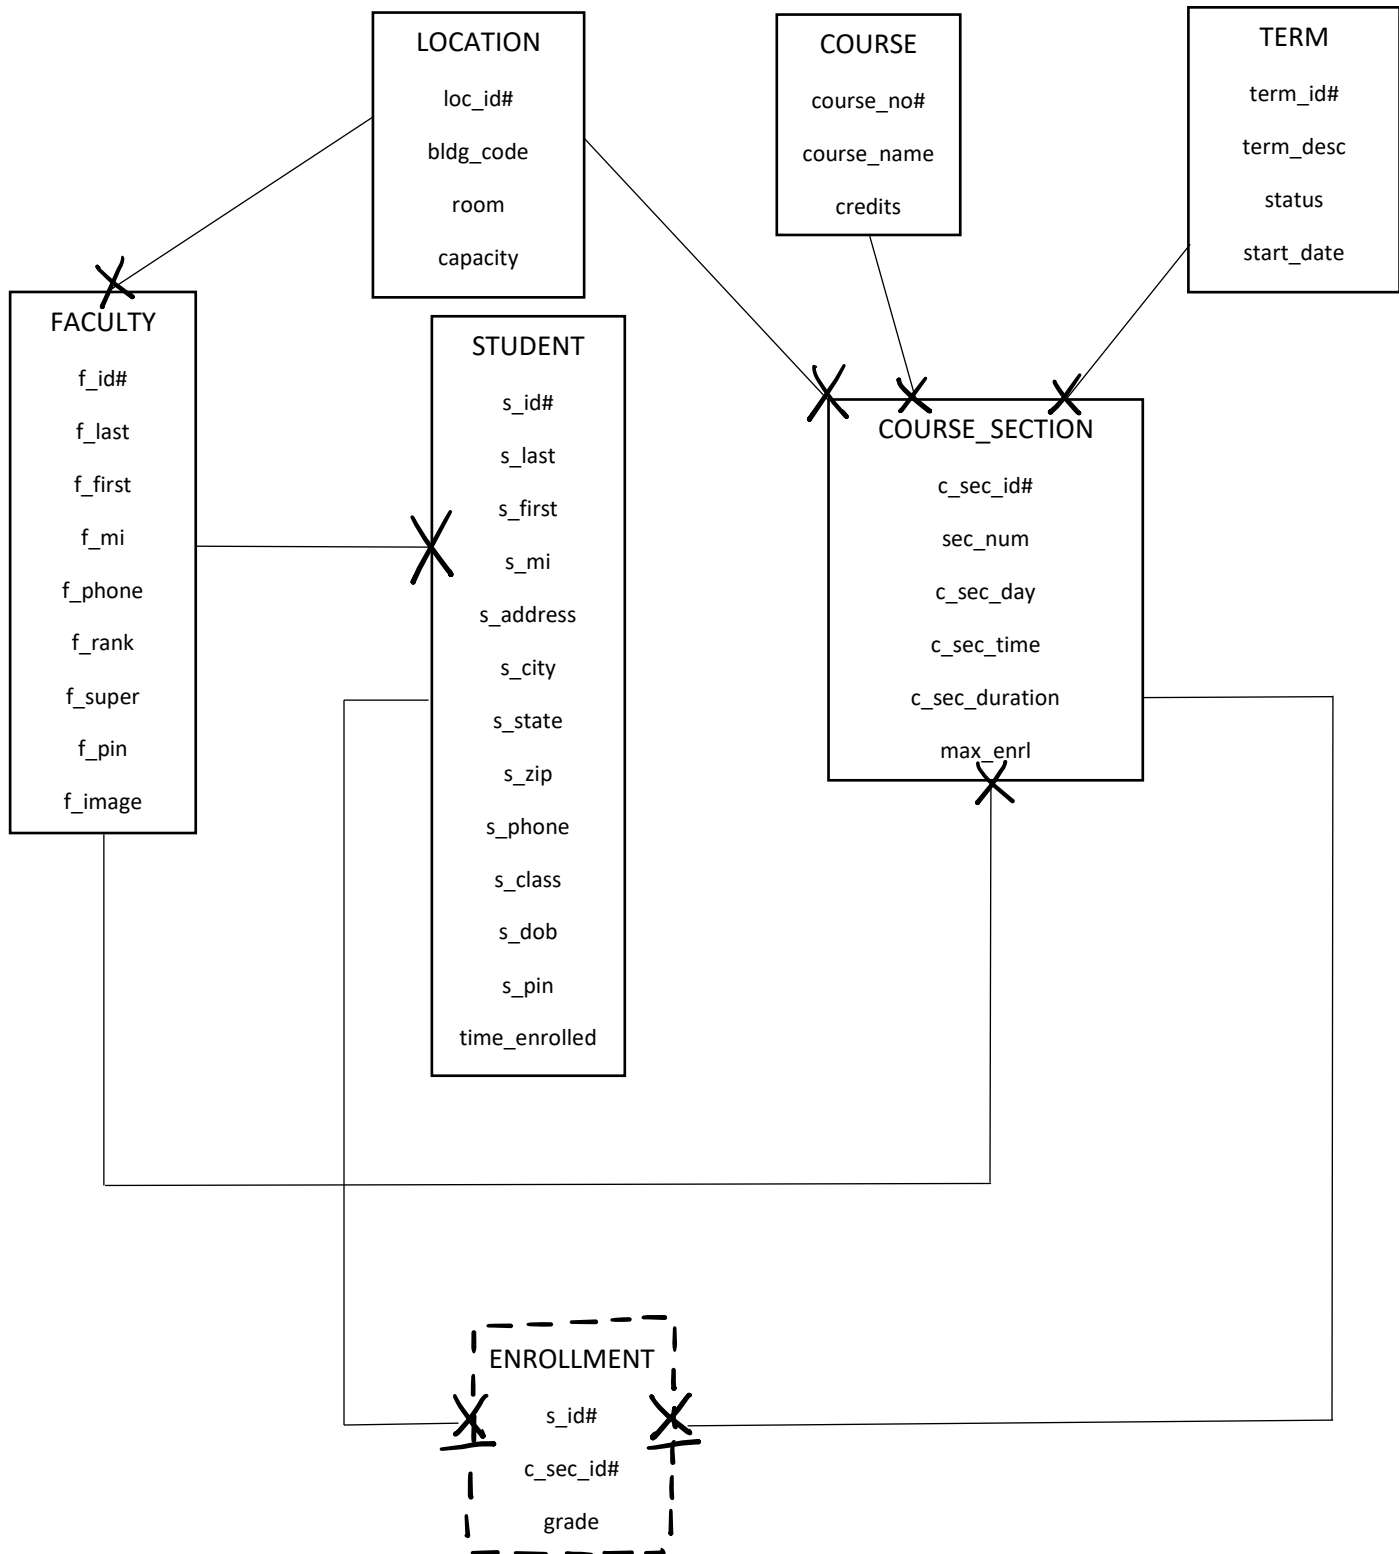 LOCATION
loc_id#
bldg_code
room
capacity
COURSE
course_no#
course_name
credits
TERM
term_id#
term_desc
status
start_date
FACULTY
f_id#
f_last
f_first
f_mi
f_phone
f_rank
f_super
f_pin
f_image
STUDENT
s_id#
s_last
s_first
s_mi
s_address
s_city
s_state
s_zip
s_phone
s_class
s_dob
s_pin
time_enrolled
COURSE_SECTION
c_sec_id#
sec_num
c_sec_day
c_sec_time
c_sec_duration
max_enrl
ENROLLMENT
s_id#
c_sec_id#
grade